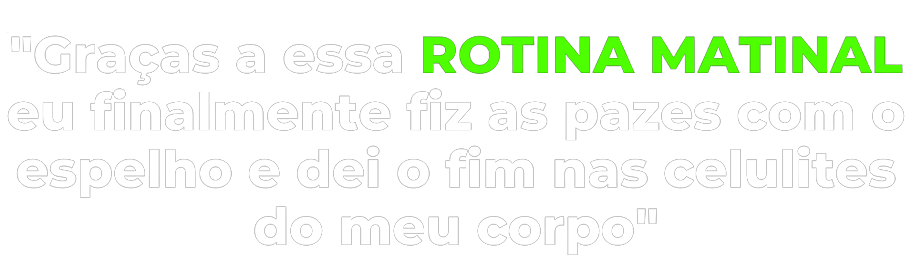 "Graças a essa ROTINA MATINAL
eu finalmente fiz as pazes com o
espelho e dei o fim nas celulites
do meu corpo"